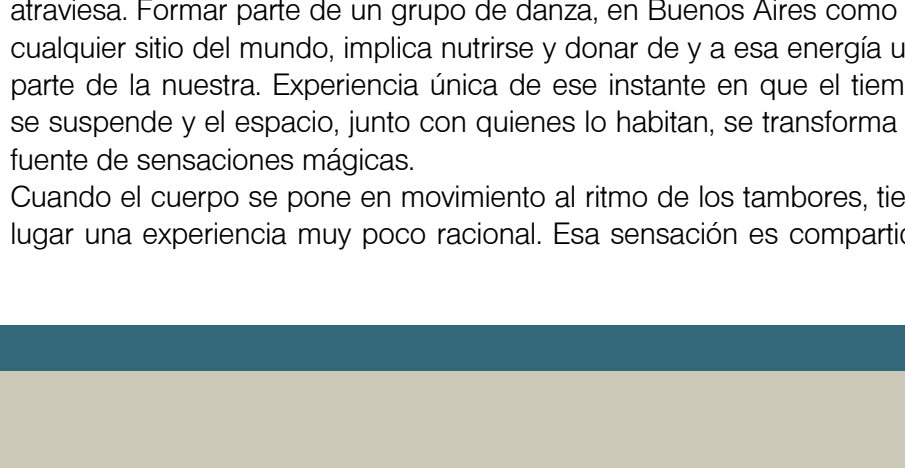 atraviesa. Formar parte de un grupo de danza, en Buenos Aires como
cualquier sitio del mundo, implica nutrirse y donar de y a esa energía u
parte de la nuestra. Experiencia única de ese instante en que el tiem
se suspende y el espacio, junto con quienes lo habitan, se transforma
fuente de sensaciones mágicas.
Cuando el cuerpo se pone en movimiento al ritmo de los tambores, tie
lugar una experiencia muy poco racional. Esa sensación es compartic